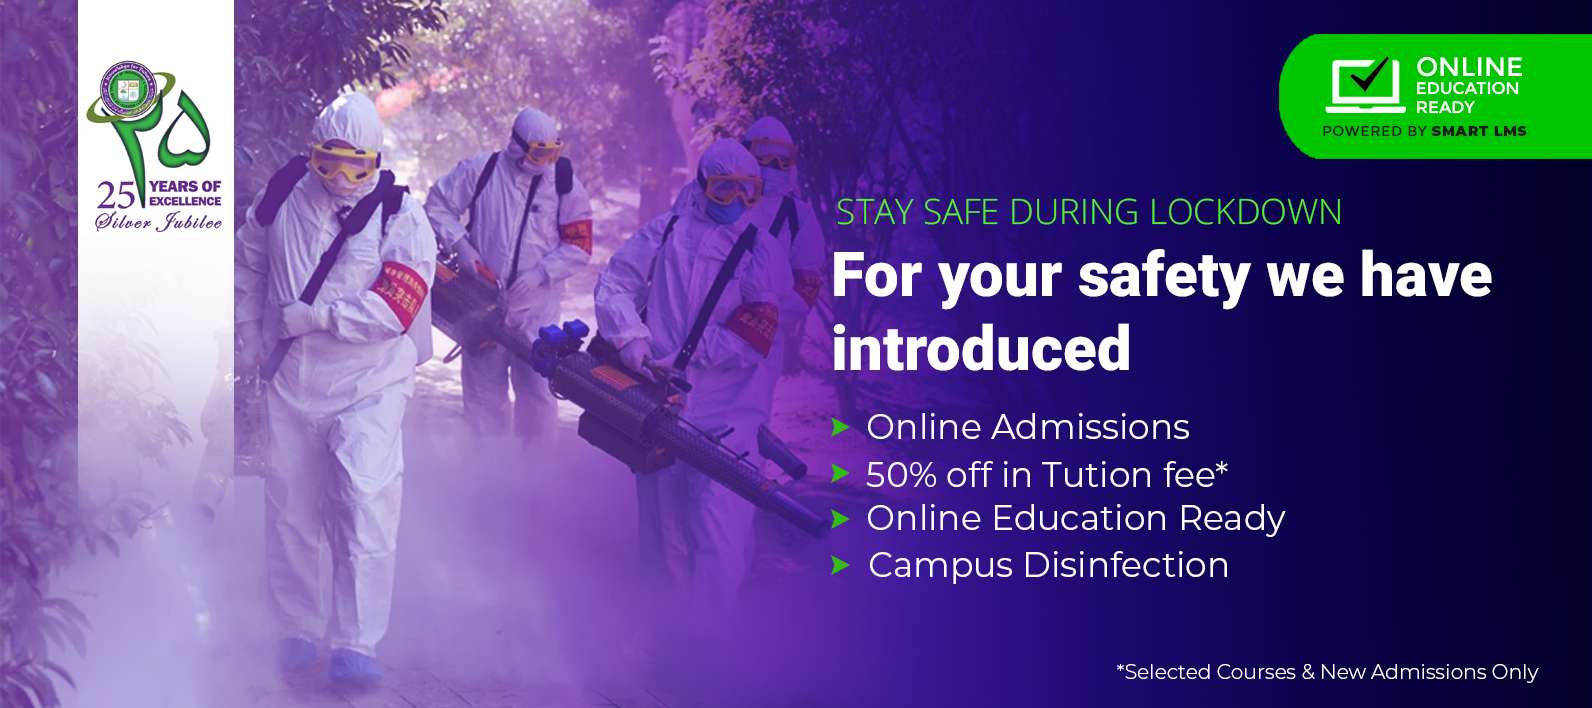 ۲۵
25 YEARS OF
EXCELLENCE
Silver Jubilee
ONLINE
EDUCATION
READY
POWERED BY SMART LMS
STAY SAFE DURING LOCKDOWN
For your safety we have
introduced
Online Admissions
50% off in Tution fee*
Online Education Ready
Campus Disinfection
*Selected Courses & New Admissions Only